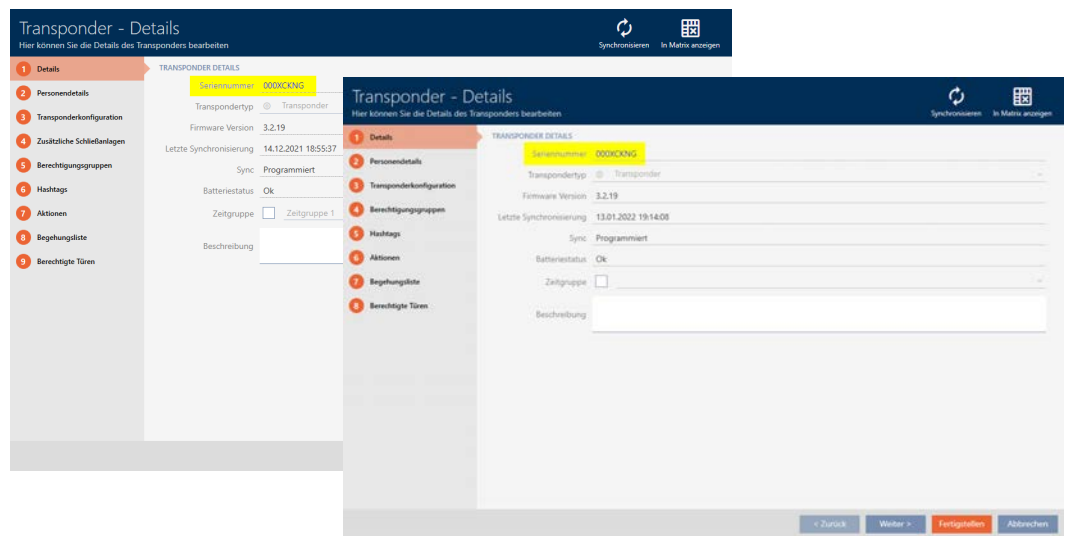 Transponder - Details
Hier können Sie die Details des Transponders bearbeiten
Synchronisieren
In Matrix anzeigen
1 Details
2 Personendetails
3 Transponderkonfiguration
4 Zusätzliche Schließanlagen
5 Berechtigungsgruppen
6 Hashtags
7 Aktionen
8 Begehungsliste
9 Berechtigte Türen
TRANSPONDER DETAILS
Seriennummer 000XCKNG
Transpondertyp Transponder
Firmware Version 3.2.19
Letzte Synchronisierung 14.12.2021 18:55:37
Sync Programmiert
Batteriestatus Ok
Zeitgruppe Zeitgruppe 1
Beschreibung
Transponder - Details
Hier können Sie die Details des Transponders bearbeiten
Synchronisieren
In Matrix anzeigen
1 Details
2 Personendetails
3 Transponderkonfiguration
4 Berechtigungsgruppen
5 Hashtags
6 Aktionen
7 Begehungsliste
8 Berechtigte Türen
TRANSPONDER DETAILS
Seriennummer 000XCKNG
Transpondertyp Transponder
Firmware Version 3.2.19
Letzte Synchronisierung 13.01.2022 19:14:08
Sync Programmiert
Batteriestatus Ok
Zeitgruppe
Beschreibung
< Zurück
Weiter >
Fertigstellen
Abbrechen